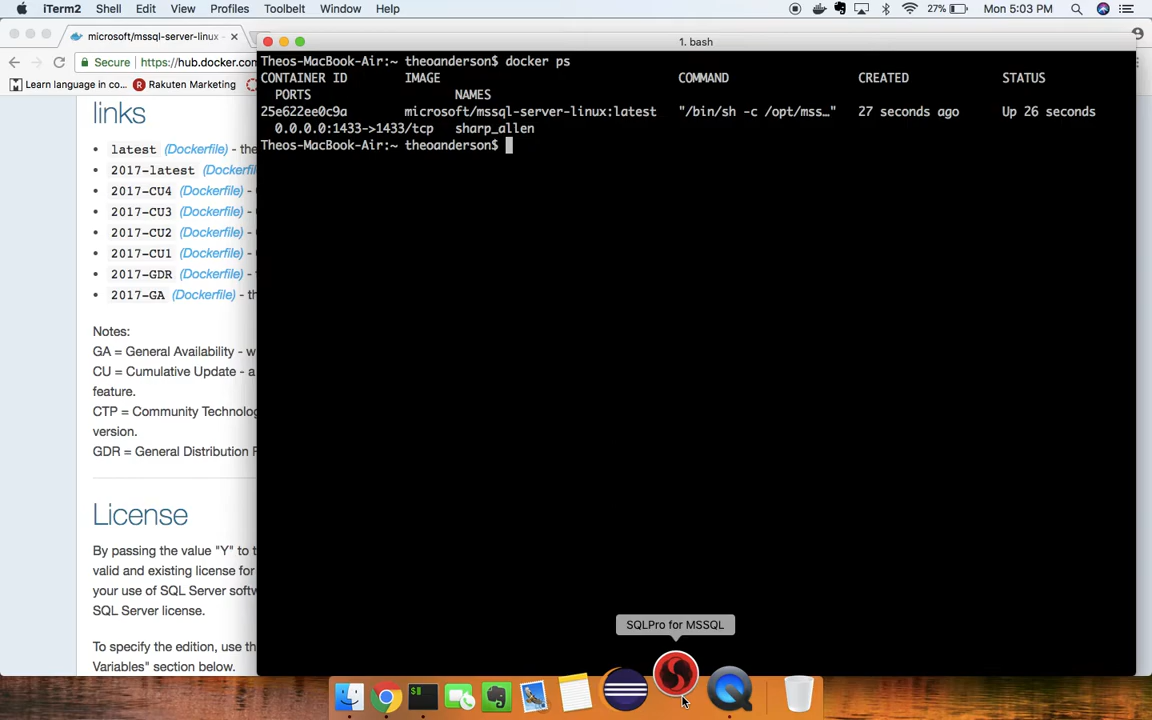 iTerm2 Shell Edit View Profiles Toolbelt Window Help 27% Mon 5:03 PM
microsoft/mssql-server-linux -
1. bash
Secure https://hub.docker.com
Learn language in co... Rakuten Marketing
Theos-MacBook-Air:~ theoanderson$ docker ps
CONTAINER ID IMAGE COMMAND CREATED STATUS
PORTS NAMES
25e622ee0c9a microsoft/mssql-server-linux:latest "/bin/sh -c /opt/mss…" 27 seconds ago Up 26 seconds
0.0.0.0:1433->1433/tcp sharp_allen
Theos-MacBook-Air:~ theoanderson$
links
latest (Dockerfile) - the
2017-latest (Dockerfile
2017-CU4 (Dockerfile) -
2017-CU3 (Dockerfile) -
2017-CU2 (Dockerfile) -
2017-CU1 (Dockerfile) -
2017-GDR (Dockerfile) -
2017-GA (Dockerfile) - th
Notes:
GA = General Availability - w
CU = Cumulative Update - a
feature.
CTP = Community Technolog
version.
GDR = General Distribution
License
By passing the value "Y" to t
valid and existing license for
your use of SQL Server softw
SQL Server license.
To specify the edition, use th
Variables" section below.
SQLPro for MSSQL